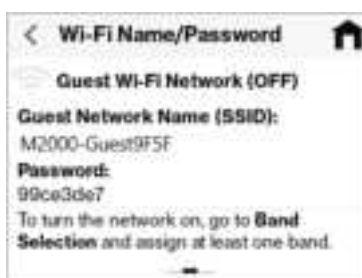 Wi-Fi Name/Password
Guest Wi-Fi Network (OFF)
Guest Network Name (SSID):
M2000-Guest9F5F
Password:
99ce3de7
To turn the network on, go to Band
Selection and assign at least one band.